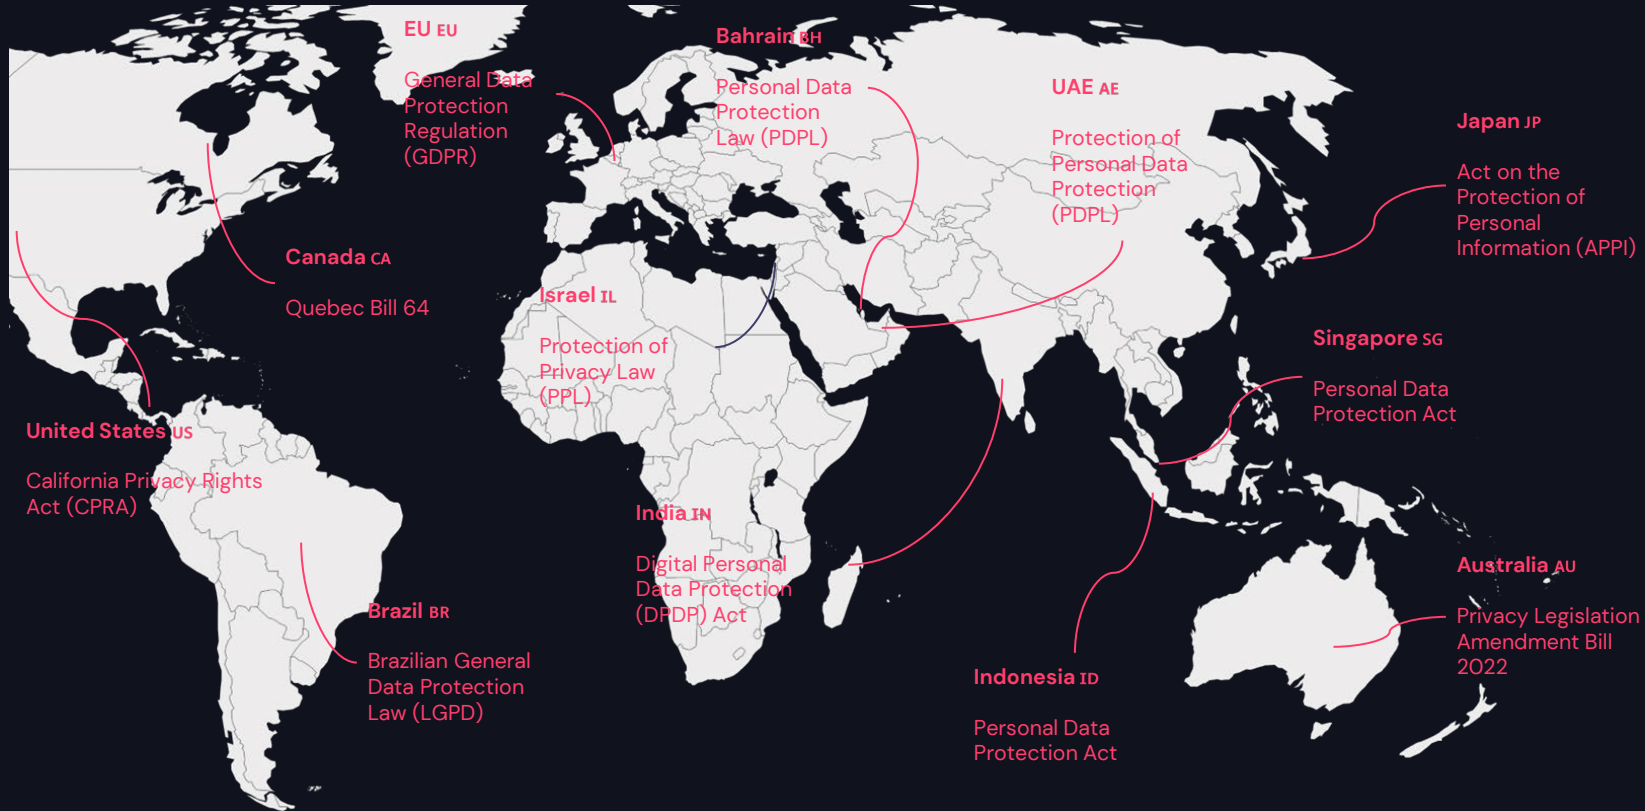 EU EU
General Data
Protection
Regulation
(GDPR)
Bahrain BH
Personal Data
Protection
Law (PDPL)
UAE AE
Protection of
Personal Data
Protection
(PDPL)
Japan JP
Act on the
Protection of
Personal
Information (APPI)
Canada CA
Quebec Bill 64
Israel IL
Protection of
Privacy Law
(PPL)
Singapore SG
Personal Data
Protection Act
United States US
California Privacy Rights
Act (CPRA)
India IN
Digital Personal
Data Protection
(DPDP) Act
Australia AU
Privacy Legislation
Amendment Bill
2022
Brazil BR
Brazilian General
Data Protection
Law (LGPD)
Indonesia ID
Personal Data
Protection Act